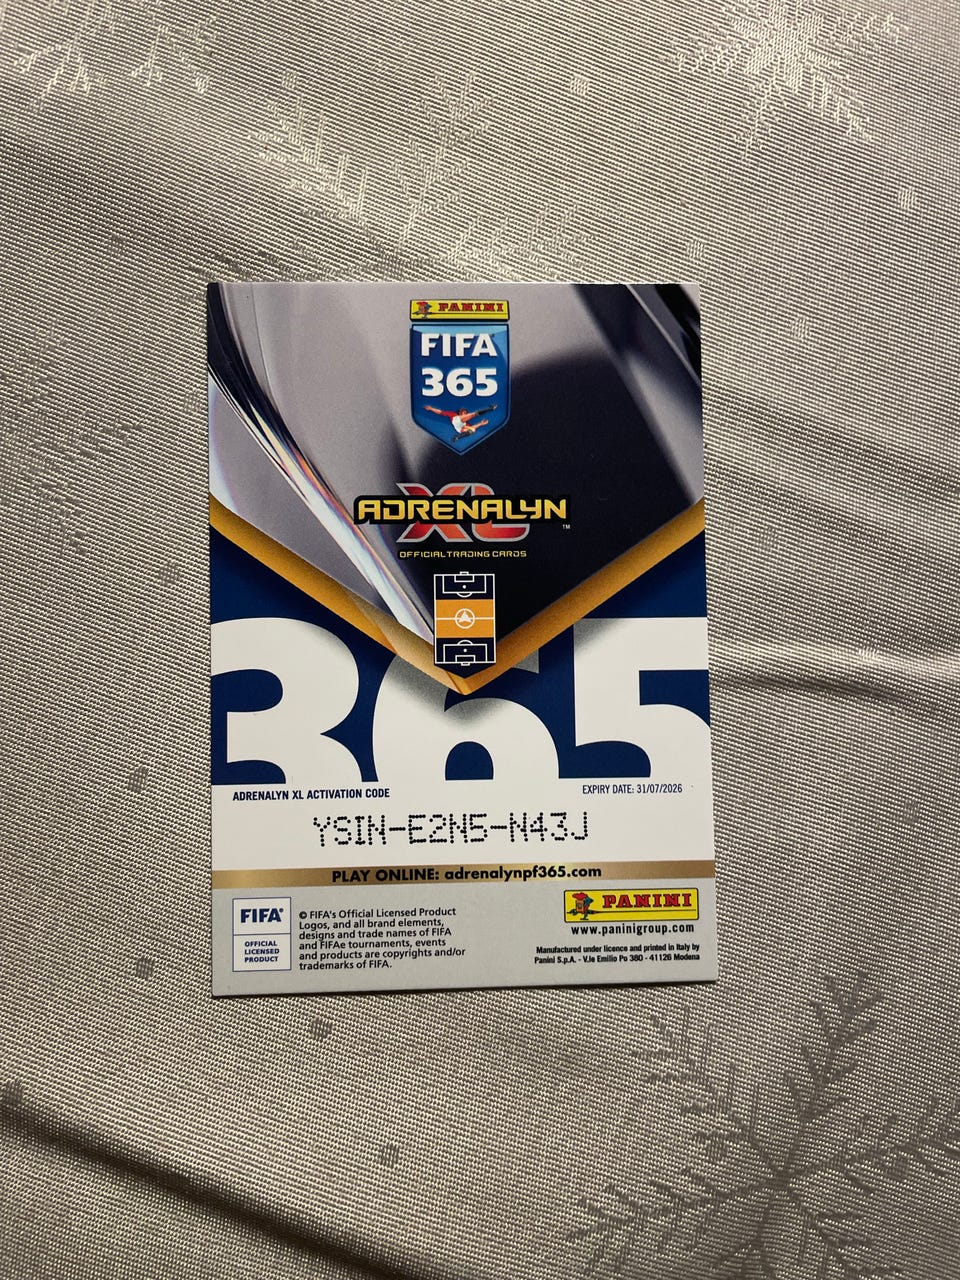 PANINI
FIFA
365
ADRENALYN XL™
OFFICIAL TRADING CARDS
365
ADRENALYN XL ACTIVATION CODE
EXPIRY DATE: 31/07/2026
YSIN-E2N5-N43J
PLAY ONLINE: adrenalynpf365.com
FIFA®
OFFICIAL
LICENSED
PRODUCT
© FIFA's Official Licensed Product
Logos, and all brand elements,
designs and trade names of FIFA
and FIFAe tournaments, events
and products are copyrights and/or
trademarks of FIFA.
PANINI
www.paninigroup.com
Manufactured under licence and printed in Italy by
Panini S.p.A. - V.le Emilio Po 380 - 41126 Modena